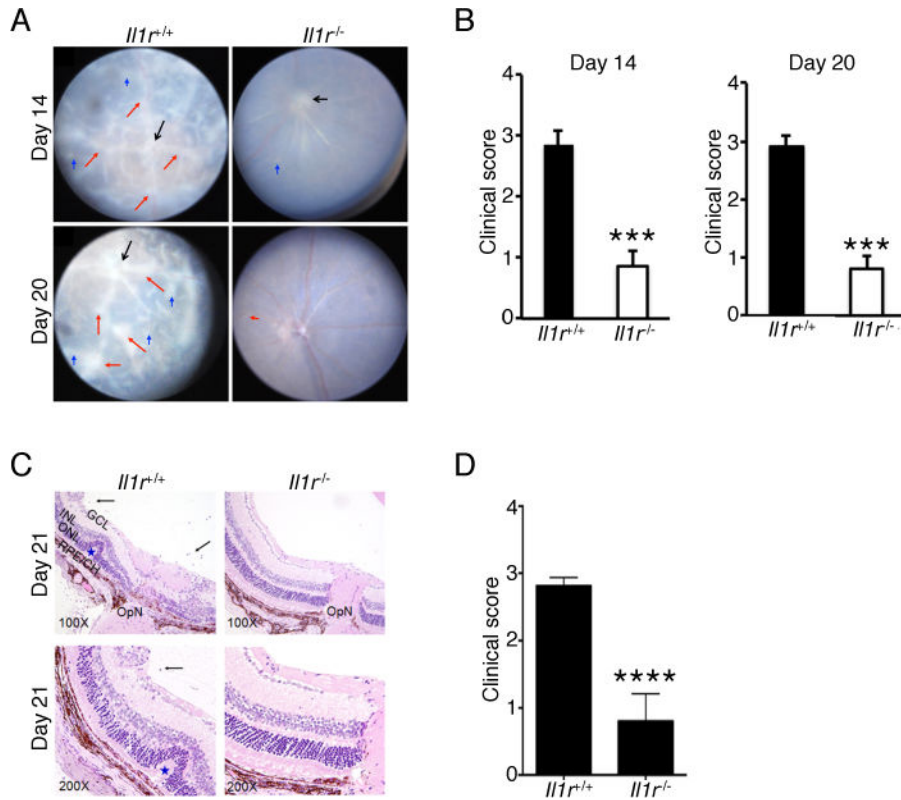 A
Il1r+/+
Il1r-/-
Day 14
Day 20
B
Day 14
Clinical score
4
3
2
1
0
***
Il1r+/+
Il1r-/-
Day 20
Clinical score
4
3
2
1
0
***
Il1r+/+
Il1r-/-
C
Il1r+/+
Il1r-/-
Day 21
GCL
INL
ONL
RPE/CH
OpN
100X
OpN
100X
Day 21
200X
200X
D
Clinical score
4
3
2
1
0
****
Il1r+/+
Il1r-/-